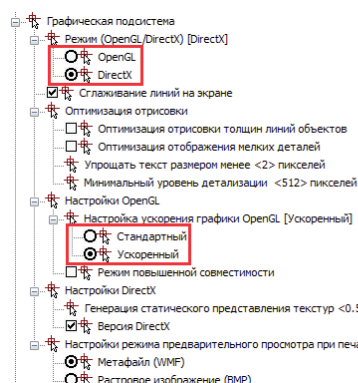 Графическая подсистема
Режим (OpenGL/DirectX) [DirectX]
OpenGL
DirectX
Сглаживание линий на экране
Оптимизация отрисовки
Оптимизация отрисовки толщин линий объектов
Оптимизация отображения мелких деталей
Упрощать текст размером менее <2> пикселей
Минимальный уровень детализации <512> пикселей
Настройки OpenGL
Настройка ускорения графики OpenGL [Ускоренный]
Стандартный
Ускоренный
Режим повышенной совместимости
Настройки DirectX
Генерация статического представления текстур <0.5
Версия DirectX
Настройки режима предварительного просмотра при печа
Метафайл (WMF)
Растровое изображение (BMP)